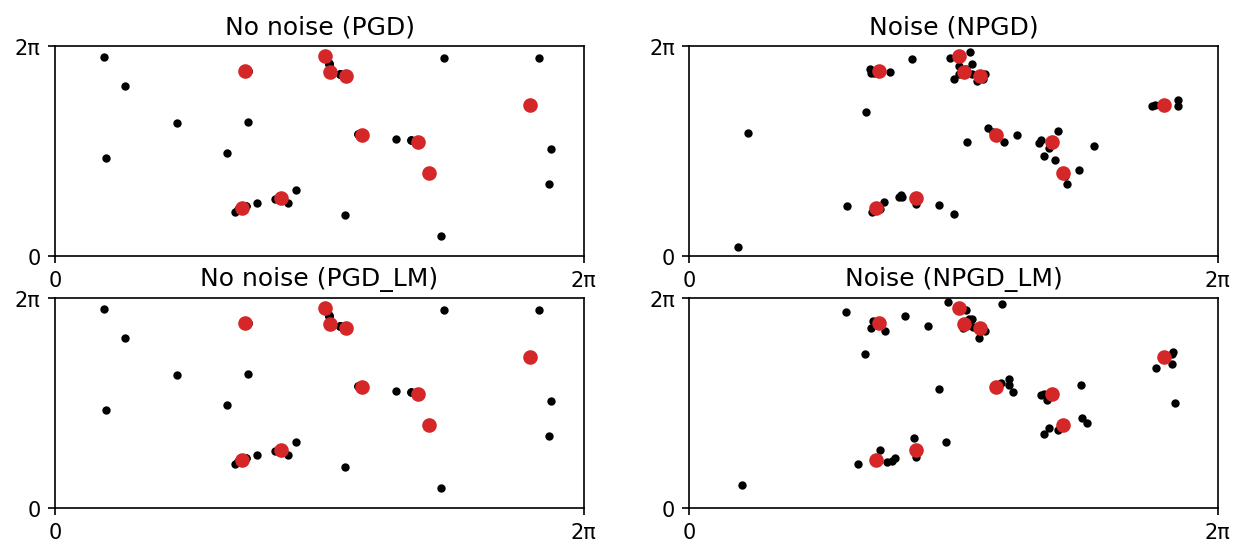 No noise (PGD)
Noise (NPGD)
2π
2π
0
0
0
2π
0
2π
No noise (PGD_LM)
Noise (NPGD_LM)
2π
2π
0
0
0
2π
0
2π